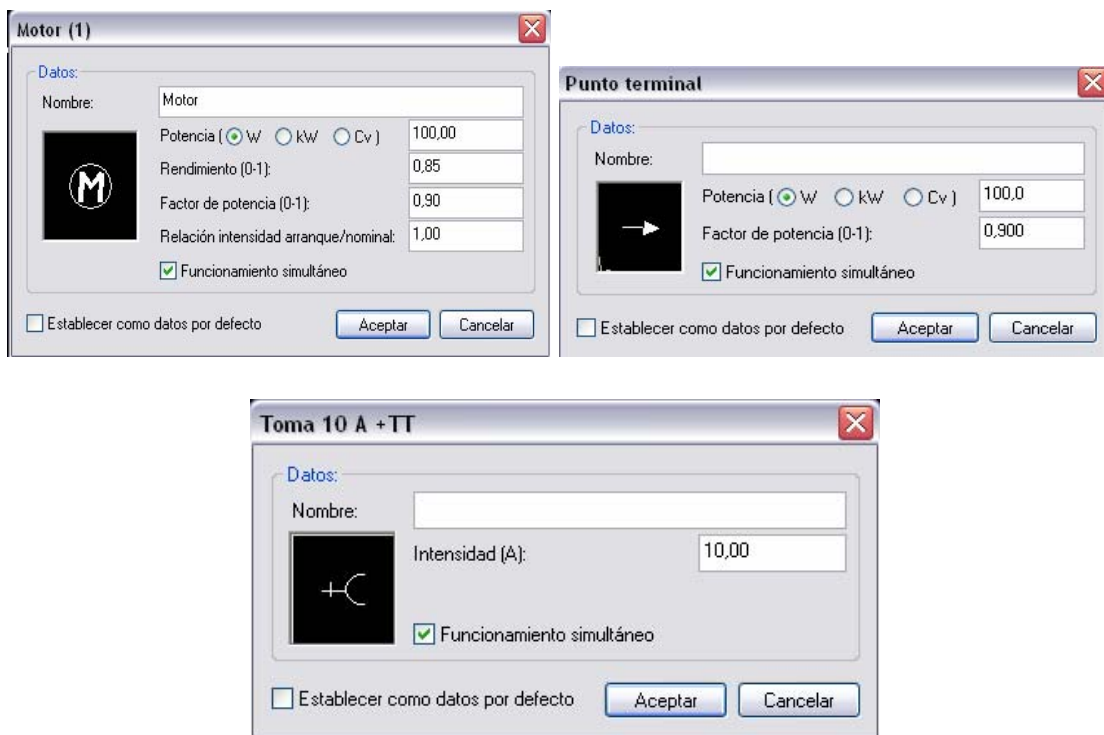 Motor (1)
Datos:
Nombre: Motor
M
Potencia ( W kW Cv ) 100,00
Rendimiento (0-1): 0,85
Factor de potencia (0-1): 0,90
Relación intensidad arranque/nominal: 1,00
Funcionamiento simultáneo
Establecer como datos por defecto Aceptar Cancelar
Punto terminal
Datos:
Nombre:
Potencia ( W kW Cv ) 100,0
Factor de potencia (0-1): 0,900
Funcionamiento simultáneo
Establecer como datos por defecto Aceptar Cancelar
Toma 10 A +TT
Datos:
Nombre:
Intensidad (A): 10,00
Funcionamiento simultáneo
Establecer como datos por defecto Aceptar Cancelar